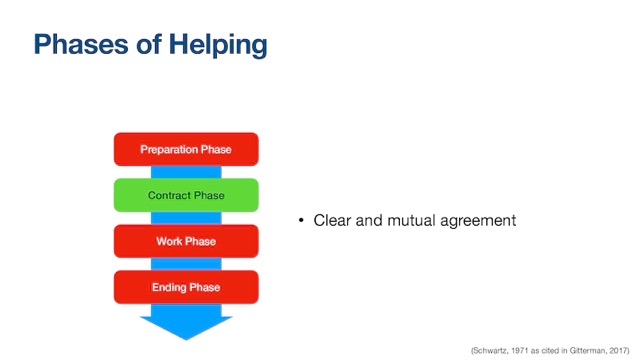 Phases of Helping
Preparation Phase
Contract Phase
Work Phase
Ending Phase
• Clear and mutual agreement
(Schwartz, 1971 as cited in Gitterman, 2017)